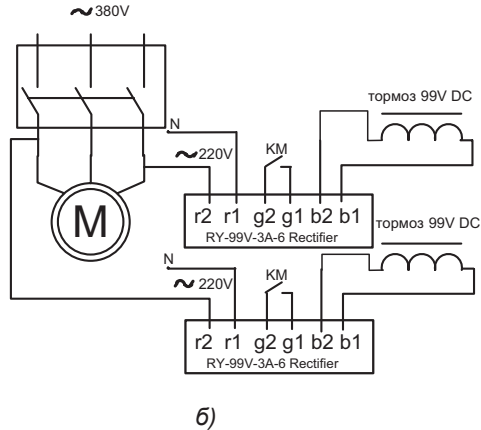 ~380V
тормоз 99V DC
N
~220V
KM
r2 r1 g2 g1 b2 b1
RY-99V-3A-6 Rectifier
M
тормоз 99V DC
N
~220V
KM
r2 r1 g2 g1 b2 b1
RY-99V-3A-6 Rectifier
б)